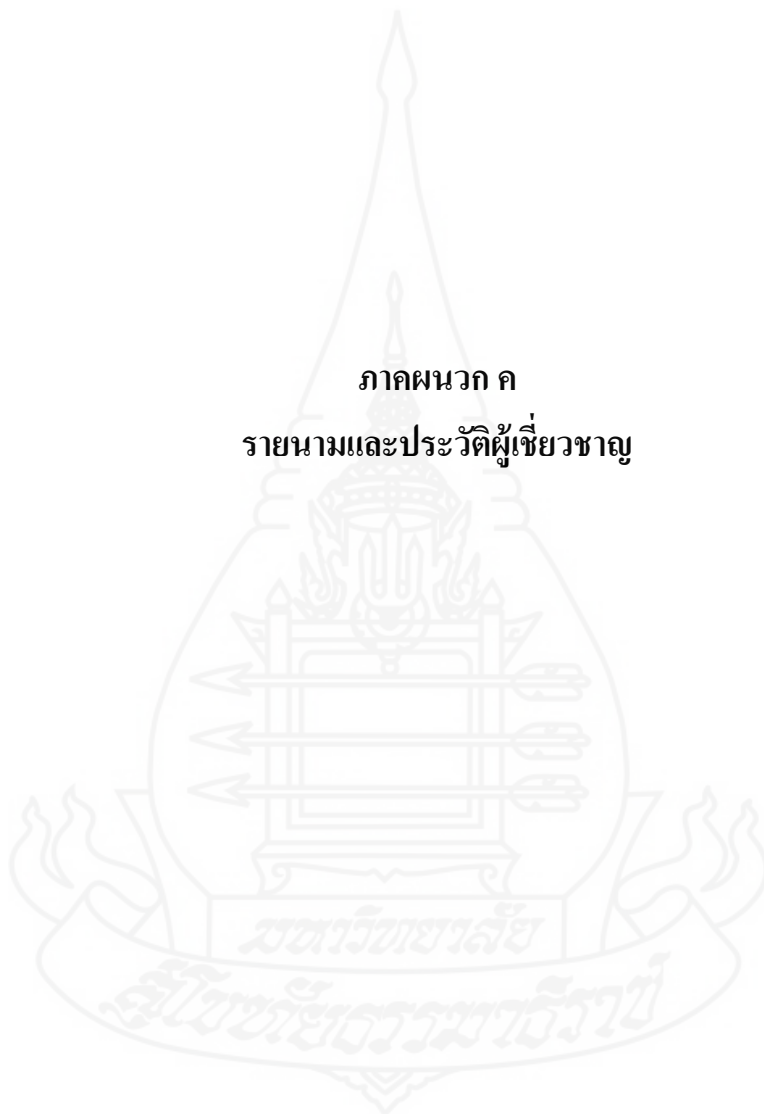 ภาคผนวก ค
รายนามและประวัติผู้เชี่ยวชาญ
มหาวิทยาลัย
สุโขทัยธรรมาธิราช